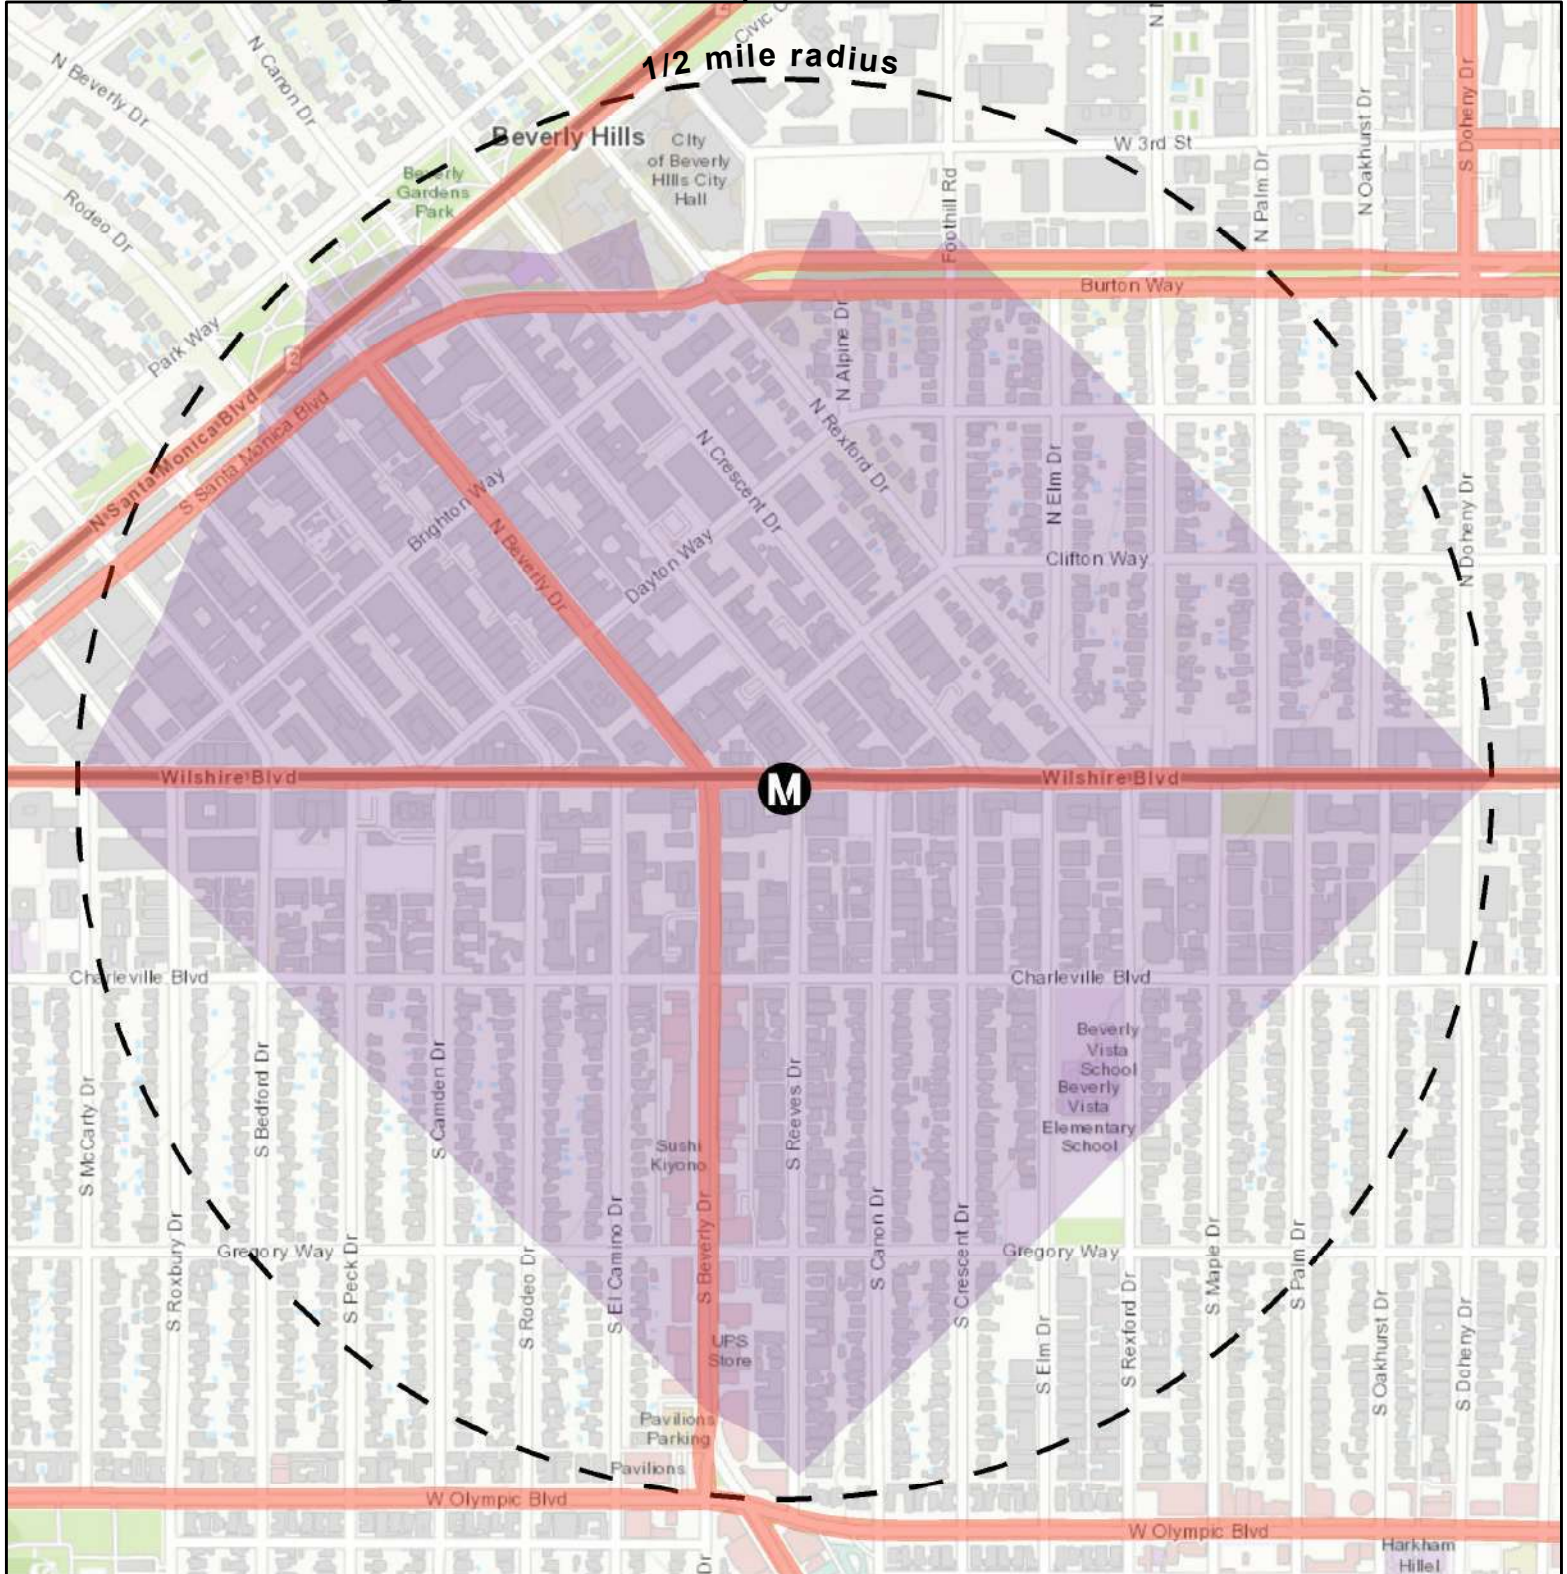 1/2 mile radius
Civic C
N Beverly Dr
N Canon Dr
Beverly Hills
CIty
of Beverly
HIlls City
Hall
W 3rd St
N Oakhurst Dr
S Doheny Dr
Beverly
Gardens
Park
Rodeo Dr
Foothill Rd
N Palm Dr
Burton Way
Park Way
2
N Alpine Dr
N Santa Monica Blvd
S Santa Monica Blvd
N Rexford Dr
N Crescent Dr
Brighton Way
N Elm Dr
N Doheny Dr
N Beverly Dr
Dayton Way
Clifton Way
Wilshire Blvd
M
Wilshire Blvd
Charleville Blvd
Charleville Blvd
Beverly
Vista
School
Beverly
Vista
Elementary
School
S McCarty Dr
S Bedford Dr
S Camden Dr
S Reeves Dr
Sushi
Kiyono
S Roxbury Dr
Gregory Way
S Peck Dr
S Rodeo Dr
S El Camino Dr
S Beverly Dr
S Canon Dr
S Crescent Dr
Gregory Way
S Maple Dr
S Palm Dr
UPS
Store
S Elm Dr
S Rexford Dr
S Oakhurst Dr
S Doheny Dr
Pavilions
Parking
Pavilions
W Olympic Blvd
W Olympic Blvd
Harkham
Hillel
Dr